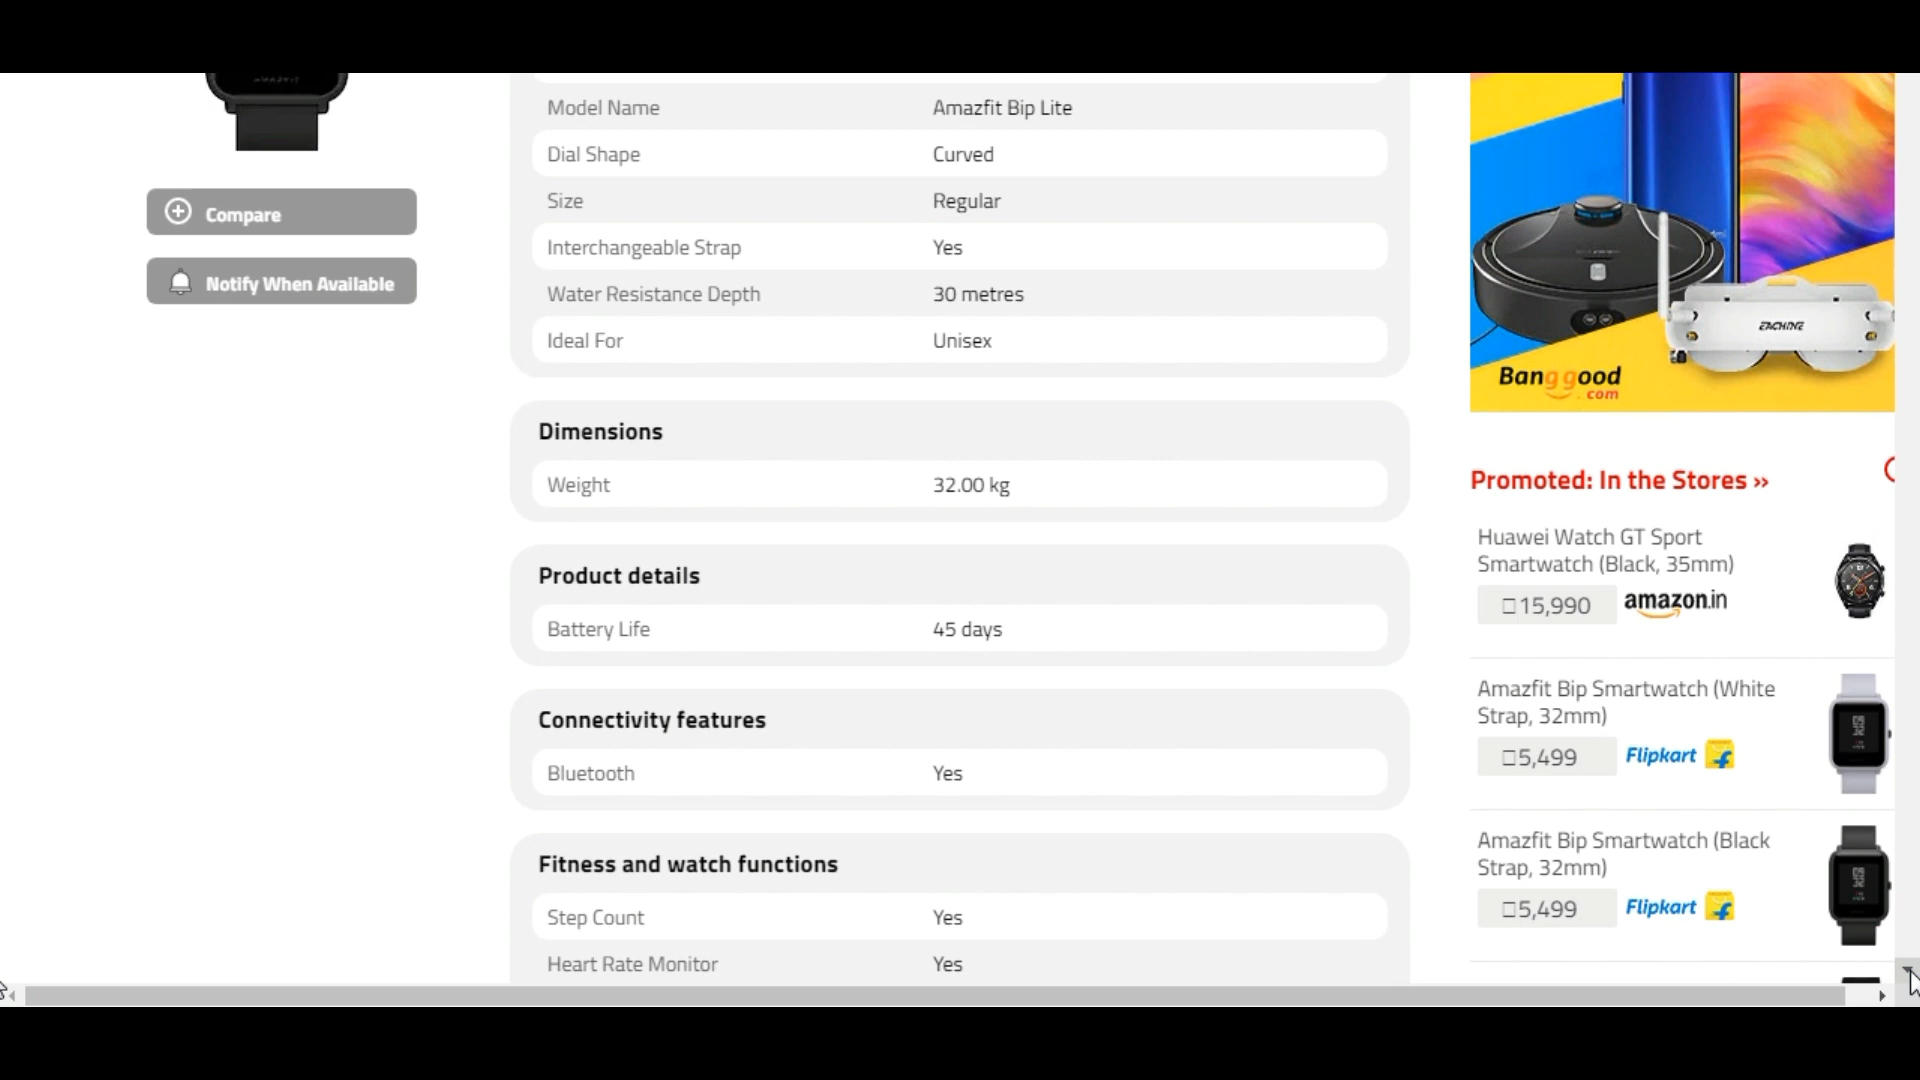 Compare
Notify When Available
Model Name Amazfit Bip Lite
Dial Shape Curved
Size Regular
Interchangeable Strap Yes
Water Resistance Depth 30 metres
Ideal For Unisex
Dimensions
Weight 32.00 kg
Product details
Battery Life 45 days
Connectivity features
Bluetooth Yes
Fitness and watch functions
Step Count Yes
Heart Rate Monitor Yes
EACHINE
Banggood
.com
Promoted: In the Stores »
Huawei Watch GT Sport
Smartwatch (Black, 35mm)
□15,990 amazon.in
Amazfit Bip Smartwatch (White
Strap, 32mm)
□5,499 Flipkart
Amazfit Bip Smartwatch (Black
Strap, 32mm)
□5,499 Flipkart